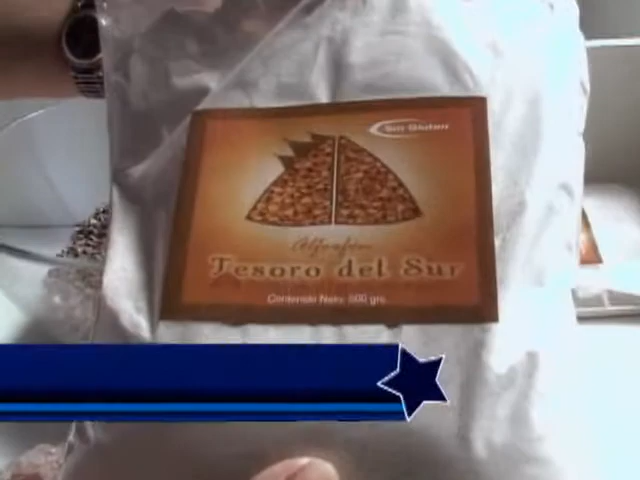 Sin Gluten
Alfajor
Tesoro del Sur
Contenido Neto: 500 grs.